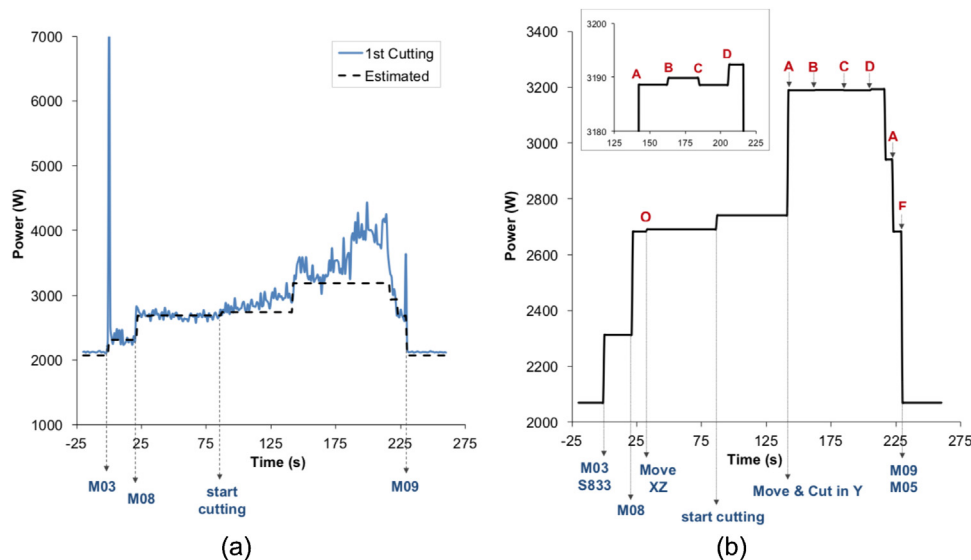 7000
6000
5000
4000
3000
2000
1000
Power (W)
1st Cutting
Estimated
-25 25 75 125 175 225 275
Time (s)
M03
M08
start
cutting
M09
(a)
3400
3200
3000
2800
2600
2400
2200
2000
Power (W)
3200
3190
3180
125 150 175 200 225
A B C D
A B C D
A
F
O
-25 25 75 125 175 225 275
Time (s)
M03
S833
M08
Move
XZ
start cutting
Move & Cut in Y
M09
M05
(b)